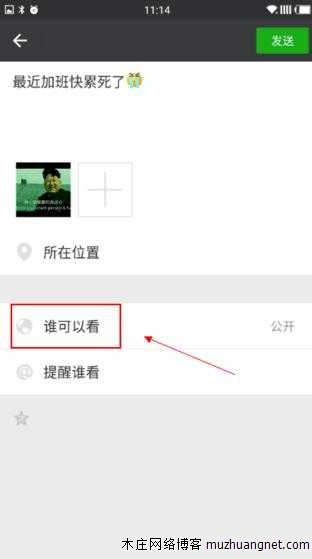 11:14
发送
最近加班快累死了😭
所在位置
谁可以看
公开
提醒谁看
木庄网络博客 muzhuangnet.com